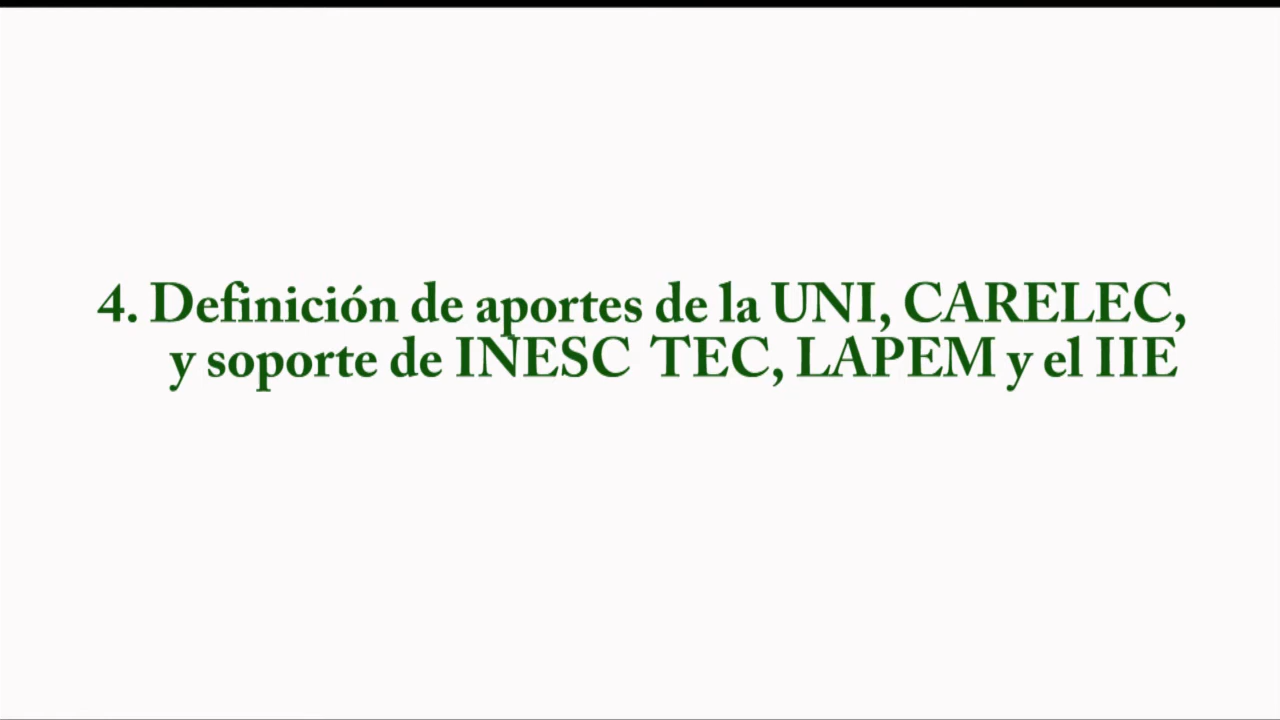 4. Definición de aportes de la UNI, CARELEC,
y soporte de INESC TEC, LAPEM y el IIE